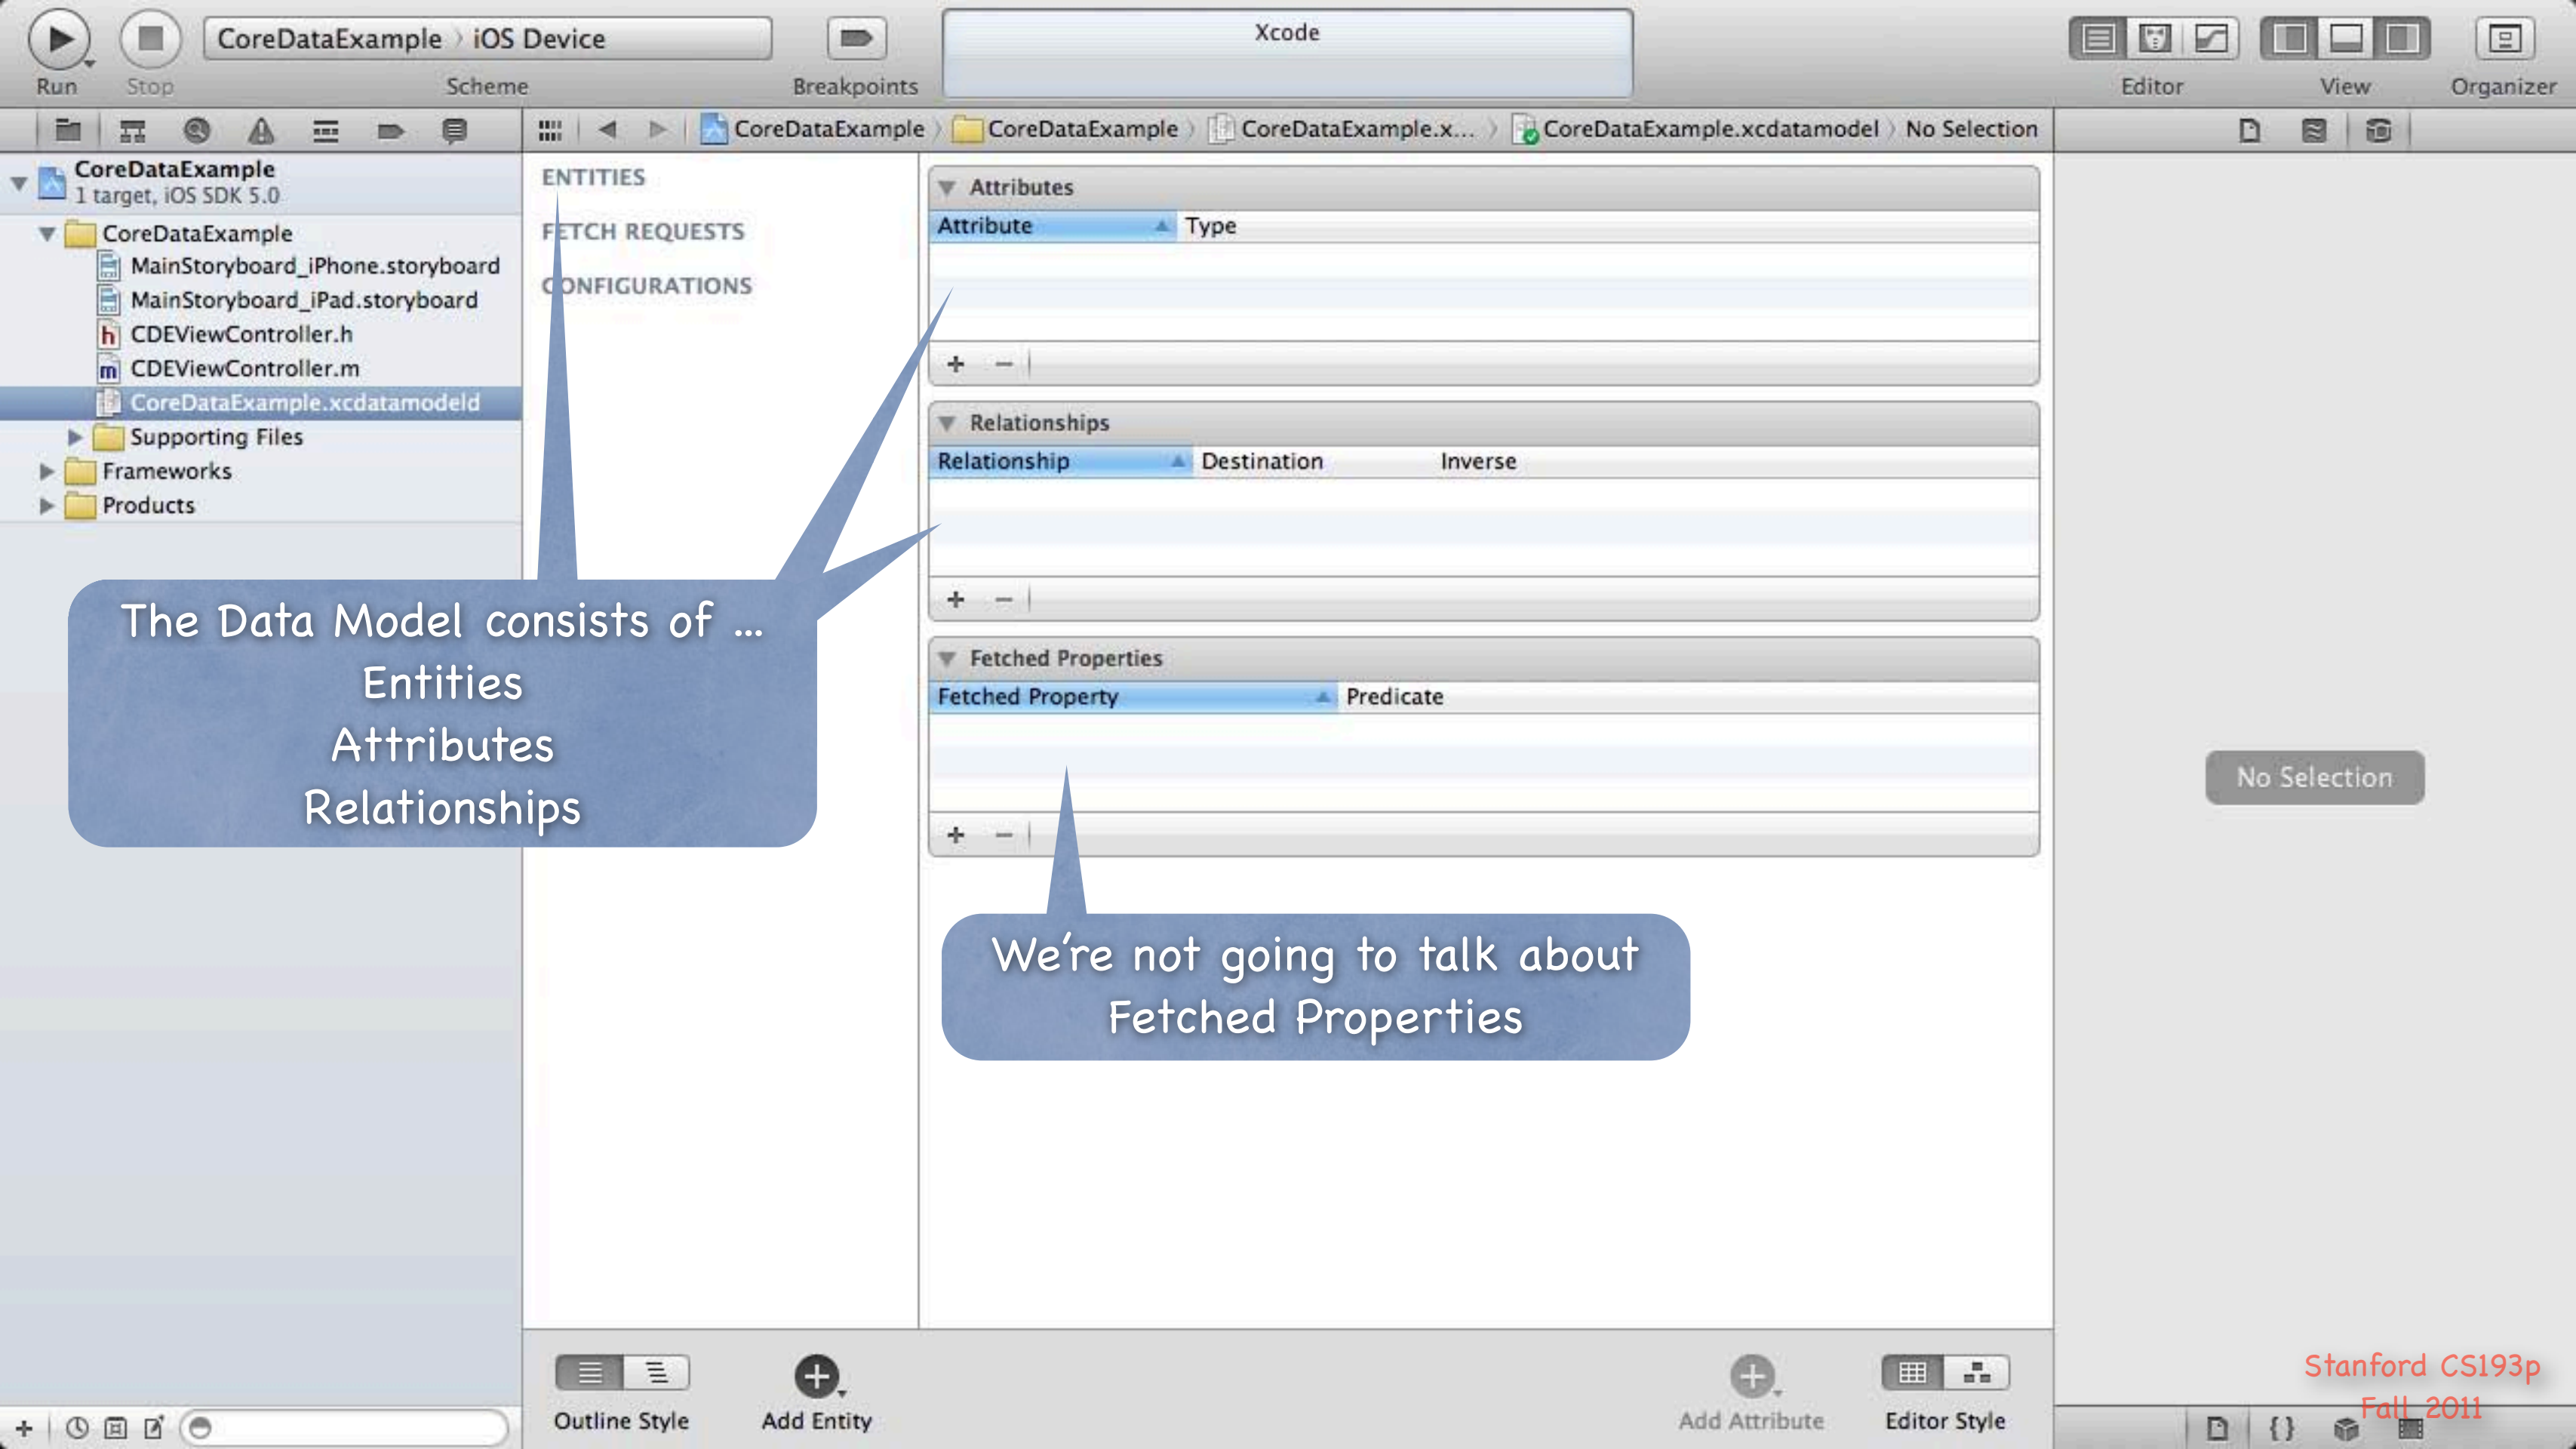 CoreDataExample iOS Device
Xcode
Run Stop Scheme Breakpoints Editor View Organizer
CoreDataExample CoreDataExample CoreDataExample.x... CoreDataExample.xcdatamodel No Selection
CoreDataExample
1 target, iOS SDK 5.0
CoreDataExample
MainStoryboard_iPhone.storyboard
MainStoryboard_iPad.storyboard
h CDEViewController.h
m CDEViewController.m
CoreDataExample.xcdatamodeld
Supporting Files
Frameworks
Products
ENTITIES
FETCH REQUESTS
CONFIGURATIONS
Attributes
Attribute Type
Relationships
Relationship Destination Inverse
Fetched Properties
Fetched Property Predicate
The Data Model consists of ...
Entities
Attributes
Relationships
We're not going to talk about
Fetched Properties
No Selection
Outline Style Add Entity Add Attribute Editor Style
Stanford CS193p
Fall 2011